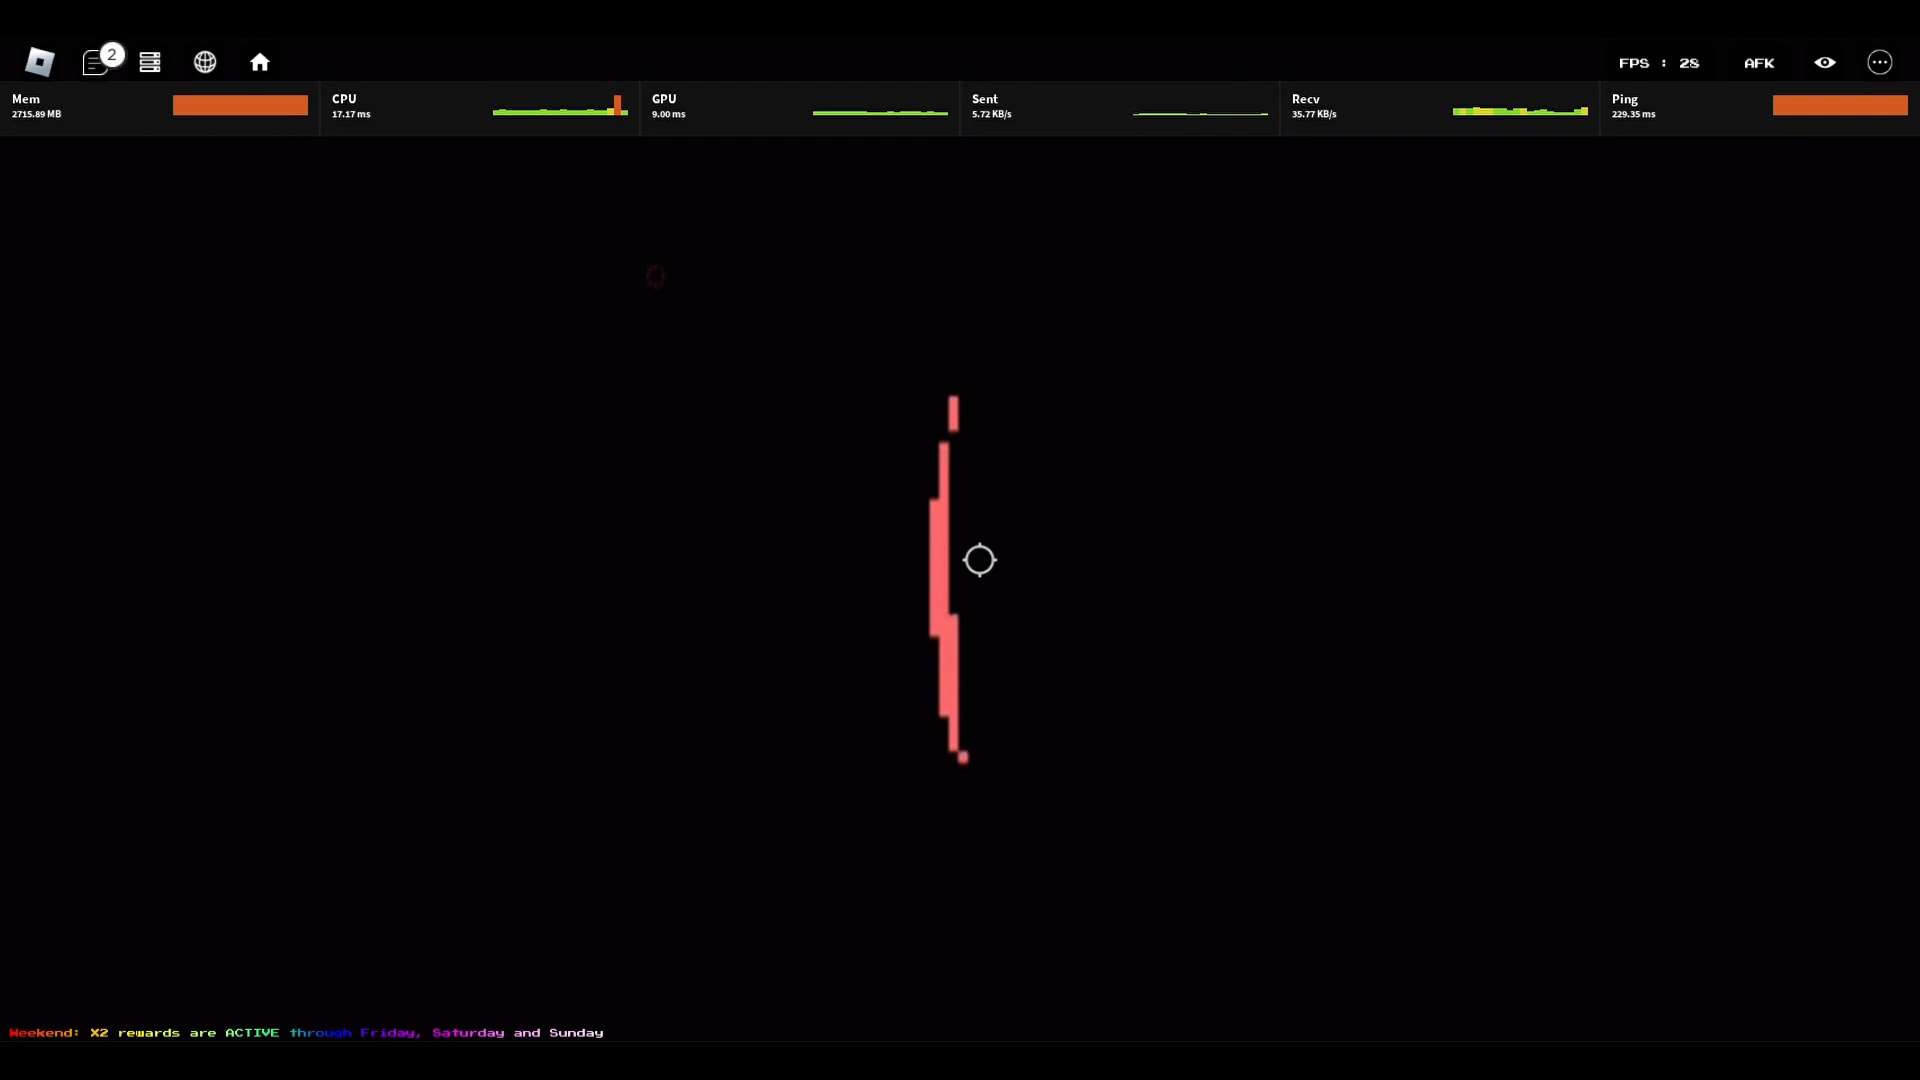 2
FPS : 28
AFK
Mem
2715.89 MB
CPU
17.17 ms
GPU
9.00 ms
Sent
5.72 KB/s
Recv
35.77 KB/s
Ping
229.35 ms
Weekend: X2 rewards are ACTIVE through Friday, Saturday and Sunday